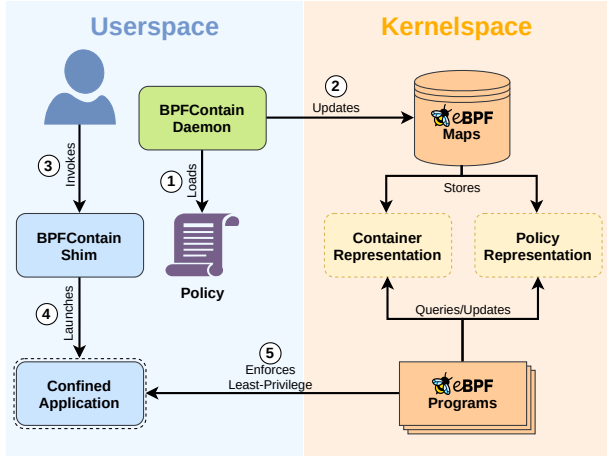 Userspace
Kernelspace
BPFContain
Daemon
2
Updates
eBPF
Maps
3
Invokes
1
Loads
Stores
BPFContain
Shim
Policy
Container
Representation
Policy
Representation
4
Launches
Queries/Updates
5
Enforces
Least-Privilege
Confined
Application
eBPF
Programs